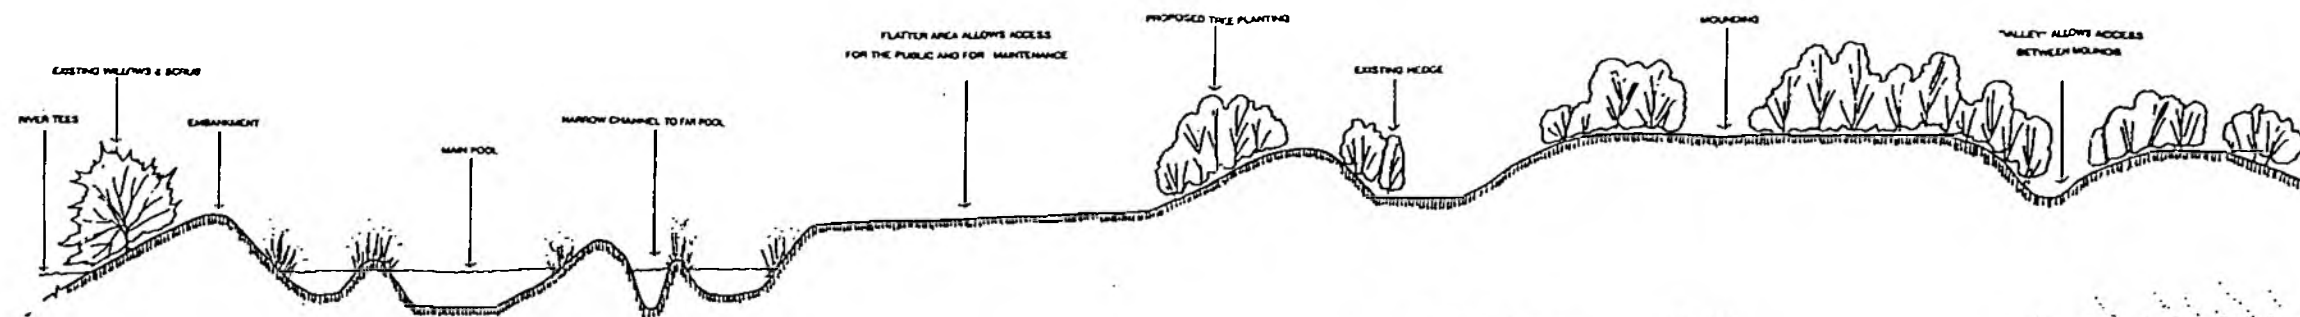 RIVER TEES
EXISTING WILLOWS & SCRUB
EMBANKMENT
MAIN POOL
NARROW CHANNEL TO FAR POOL
FLATTER AREA ALLOWS ACCESS
FOR THE PUBLIC AND FOR MAINTENANCE
PROPOSED TREE PLANTING
EXISTING HEDGE
MOUNDING
"VALLEY" ALLOWS ACCESS
BETWEEN MOUNDS